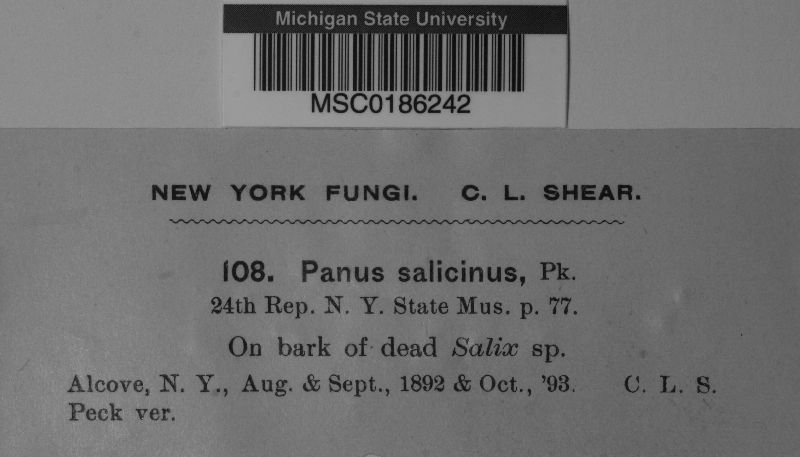 Michigan State University
MSC0186242
NEW YORK FUNGI. C. L. SHEAR.
108. Panus salicinus, Pk.
24th Rep. N. Y. State Mus. p. 77.
On bark of dead Salix sp.
Alcove, N. Y., Aug. & Sept., 1892 & Oct., '93. C. L. S.
Peck ver.